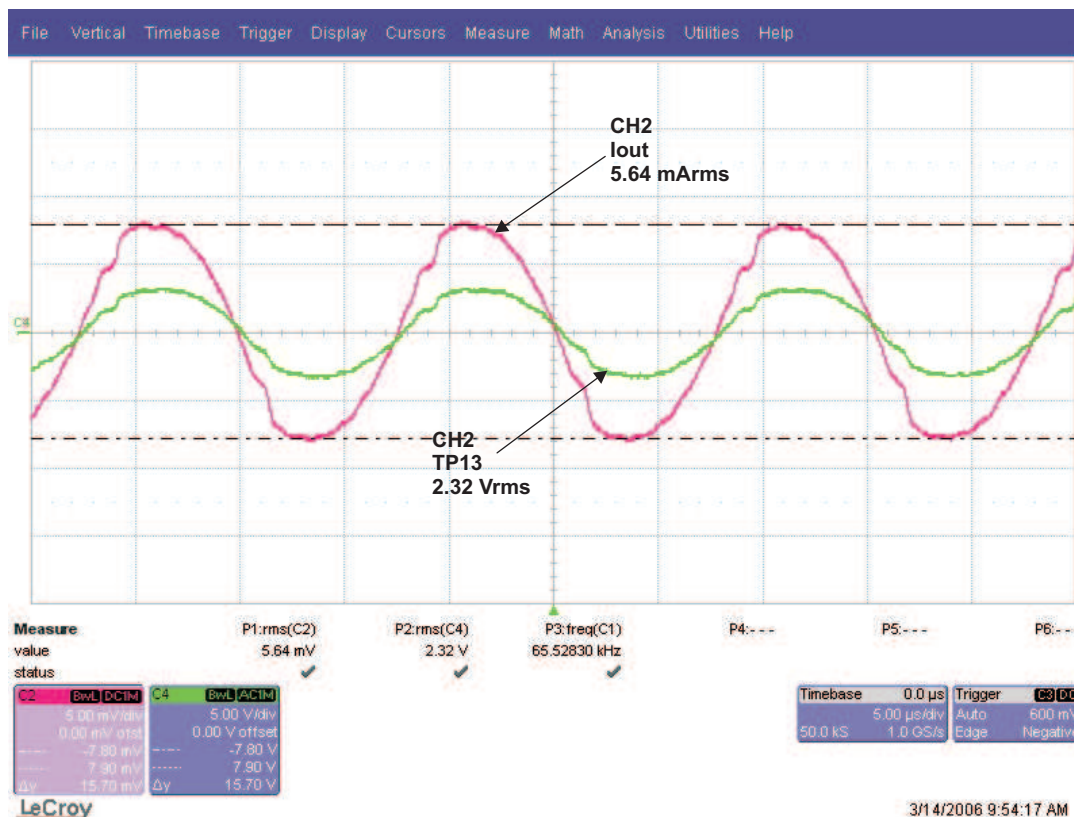 File Vertical Timebase Trigger Display Cursors Measure Math Analysis Utilities Help
CH2
Iout
5.64 mArms
C4
CH2
TP13
2.32 Vrms
Measure P1:rms(C2) P2:rms(C4) P3:freq(C1) P4:- - - P5:- - - P6:- - -
value 5.64 mV 2.32 V 65.52830 kHz
status
C2 BwL DC1M C4 BwL AC1M Timebase 0.0 µs Trigger C3 DC
5.00 mV/div 5.00 V/div 5.00 µs/div Auto 600 mV
0.00 mV ofst 0.00 V offset 50.0 kS 1.0 GS/s Edge Negative
-7.80 mV -7.80 V
7.90 mV 7.90 V
Δy 15.70 mV Δy 15.70 V
LeCroy 3/14/2006 9:54:17 AM